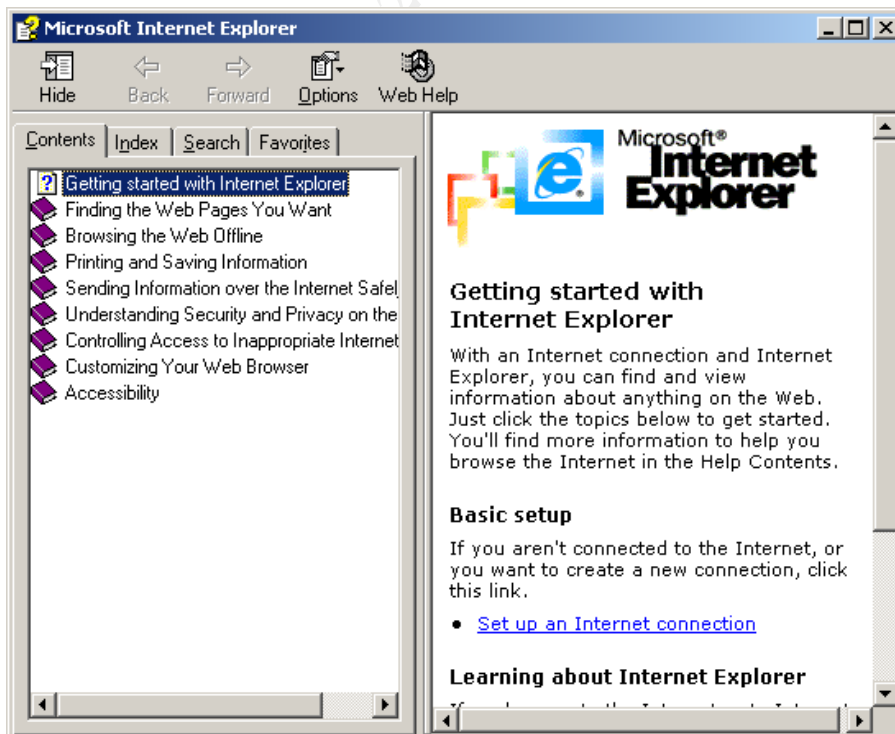 Microsoft Internet Explorer
Hide Back Forward Options Web Help
Contents Index Search Favorites
Getting started with Internet Explorer
Finding the Web Pages You Want
Browsing the Web Offline
Printing and Saving Information
Sending Information over the Internet Safel
Understanding Security and Privacy on the
Controlling Access to Inappropriate Internet
Customizing Your Web Browser
Accessibility
Microsoft®
Internet
Explorer
Getting started with
Internet Explorer
With an Internet connection and Internet
Explorer, you can find and view
information about anything on the Web.
Just click the topics below to get started.
You'll find more information to help you
browse the Internet in the Help Contents.
Basic setup
If you aren't connected to the Internet, or
you want to create a new connection, click
this link.
• Set up an Internet connection
Learning about Internet Explorer